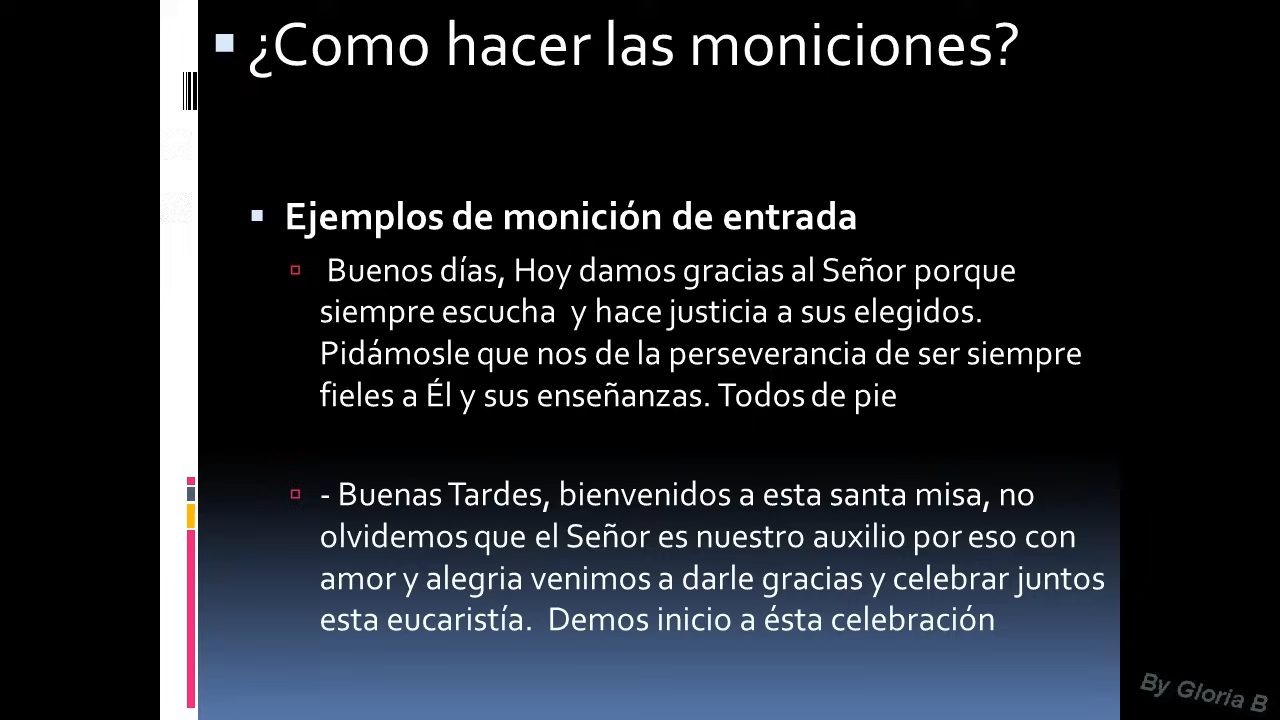 ¿Como hacer las moniciones?
Ejemplos de monición de entrada
Buenos días, Hoy damos gracias al Señor porque
siempre escucha y hace justicia a sus elegidos.
Pidámosle que nos de la perseverancia de ser siempre
fieles a Él y sus enseñanzas. Todos de pie
- Buenas Tardes, bienvenidos a esta santa misa, no
olvidemos que el Señor es nuestro auxilio por eso con
amor y alegria venimos a darle gracias y celebrar juntos
esta eucaristía. Demos inicio a ésta celebración
By Gloria B